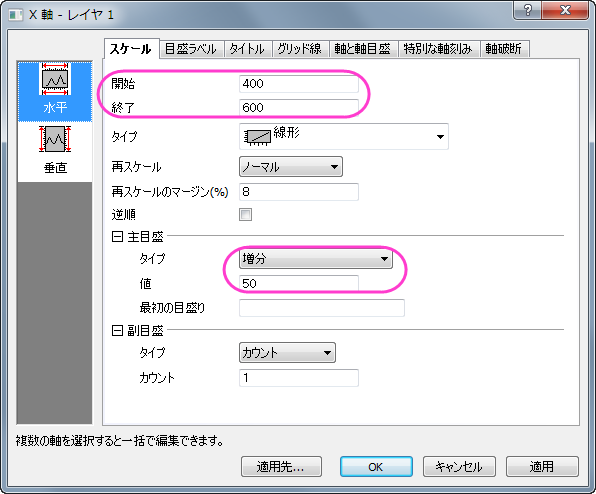 X 軸 - レイヤ 1
スケール 目盛ラベル タイトル グリッド線 軸と軸目盛 特別な軸刻み 軸破断
水平
垂直
開始 400
終了 600
タイプ 線形
再スケール ノーマル
再スケールのマージン(%) 8
逆順
主目盛
タイプ 増分
値 50
最初の目盛り
副目盛
タイプ カウント
カウント 1
複数の軸を選択すると一括で編集できます。
適用先... OK キャンセル 適用